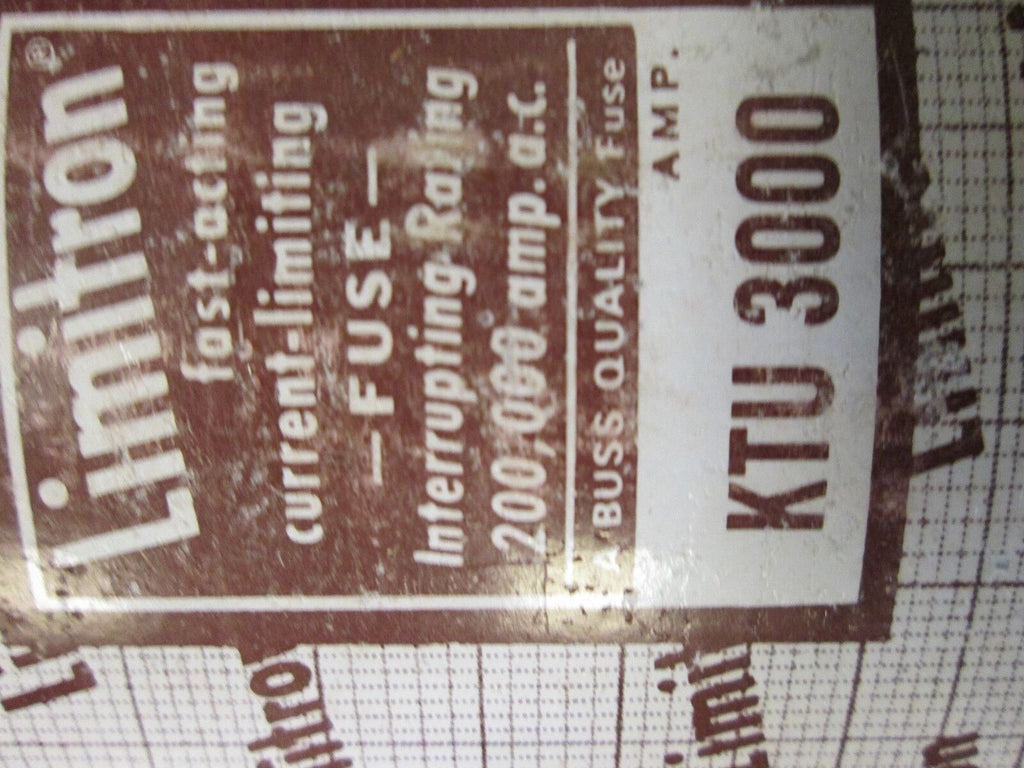 Limitron®
fast-acting
current-limiting
—FUSE—
Interrupting Rating
200,000 amp. a.c.
A BUSS QUALITY Fuse
AMP.
KTU 3000